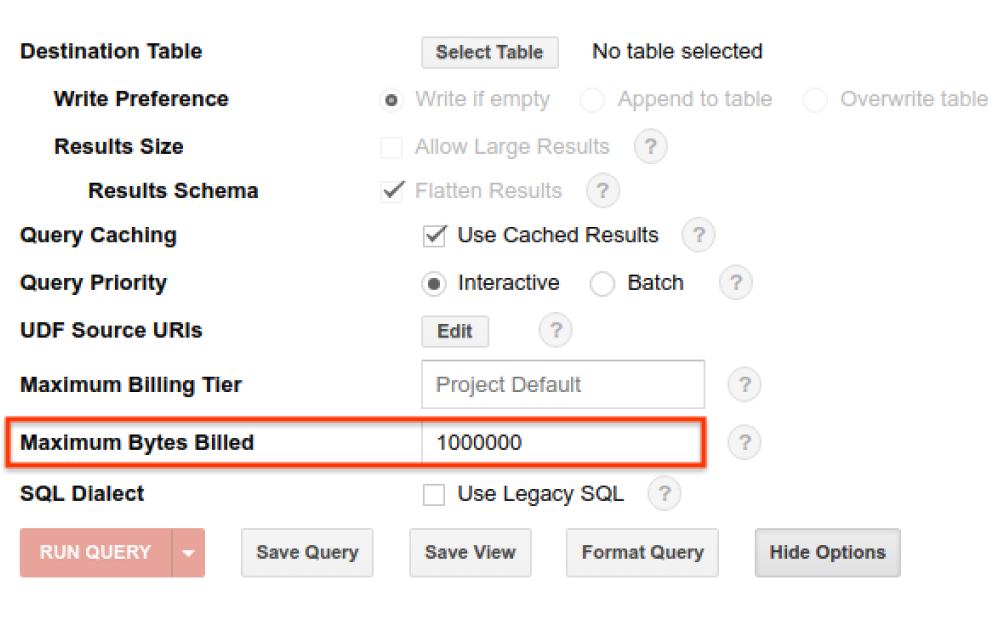 Destination Table Select Table No table selected
Write Preference Write if empty Append to table Overwrite table
Results Size Allow Large Results ?
Results Schema Flatten Results ?
Query Caching Use Cached Results ?
Query Priority Interactive Batch ?
UDF Source URIs Edit ?
Maximum Billing Tier Project Default ?
Maximum Bytes Billed 1000000 ?
SQL Dialect Use Legacy SQL ?
RUN QUERY Save Query Save View Format Query Hide Options